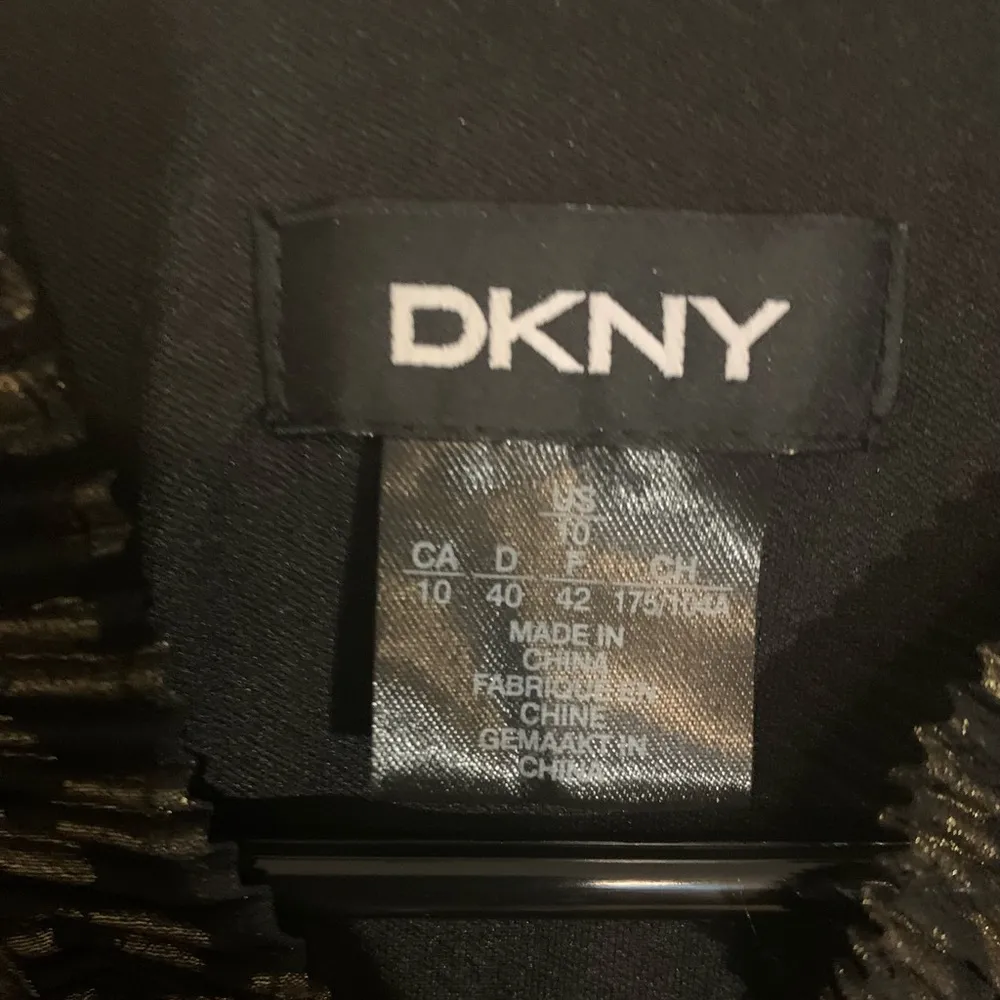 DKNY
US
10
CA D F CH
10 40 42 175/104A
MADE IN
CHINA
FABRIQUE EN
CHINE
GEMAAKT IN
CHINA